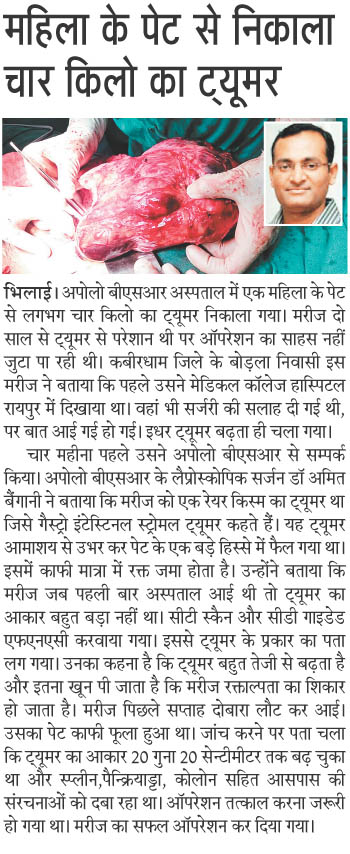 महिला के पेट से निकाला
चार किलो का ट्यूमर
भिलाई। अपोलो बीएसआर अस्पताल में एक महिला के पेट
से लगभग चार किलो का ट्यूमर निकाला गया। मरीज दो
साल से ट्यूमर से परेशान थी पर ऑपरेशन का साहस नहीं
जुटा पा रही थी। कबीरधाम जिले के बोड़ला निवासी इस
मरीज ने बताया कि पहले उसने मेडिकल कॉलेज हास्पिटल
रायपुर में दिखाया था। वहां भी सर्जरी की सलाह दी गई थी,
पर बात आई गई हो गई। इधर ट्यूमर बढ़ता ही चला गया।
चार महीना पहले उसने अपोलो बीएसआर से सम्पर्क
किया। अपोलो बीएसआर के लैप्रोस्कोपिक सर्जन डॉ अमित
बैंगानी ने बताया कि मरीज को एक रेयर किस्म का ट्यूमर था
जिसे गैस्ट्रो इंटेस्टिनल स्ट्रोमल ट्यूमर कहते हैं। यह ट्यूमर
आमाशय से उभर कर पेट के एक बड़े हिस्से में फैल गया था।
इसमें काफी मात्रा में रक्त जमा होता है। उन्होंने बताया कि
मरीज जब पहली बार अस्पताल आई थी तो ट्यूमर का
आकार बहुत बड़ा नहीं था। सीटी स्कैन और सीडी गाइडेड
एफएनएसी करवाया गया। इससे ट्यूमर के प्रकार का पता
लग गया। उनका कहना है कि ट्यूमर बहुत तेजी से बढ़ता है
और इतना खून पी जाता है कि मरीज रक्ताल्पता का शिकार
हो जाता है। मरीज पिछले सप्ताह दोबारा लौट कर आई।
उसका पेट काफी फूला हुआ था। जांच करने पर पता चला
कि ट्यूमर का आकार 20 गुना 20 सेन्टीमीटर तक बढ़ चुका
था और स्प्लीन,पैन्क्रियाड्रा, कोलोन सहित आसपास की
संरचनाओं को दबा रहा था। ऑपरेशन तत्काल करना जरूरी
हो गया था। मरीज का सफल ऑपरेशन कर दिया गया।